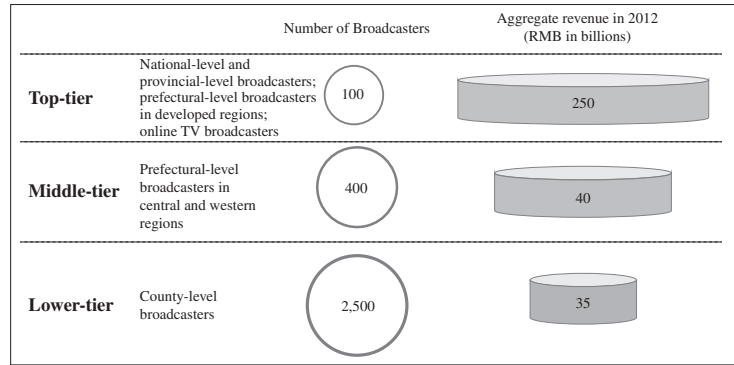 Number of Broadcasters
Aggregate revenue in 2012
(RMB in billions)
Top-tier
National-level and
provincial-level broadcasters;
prefectural-level broadcasters
in developed regions;
online TV broadcasters
100
250
Middle-tier
Prefectural-level
broadcasters in
central and western
regions
400
40
Lower-tier
County-level
broadcasters
2,500
35